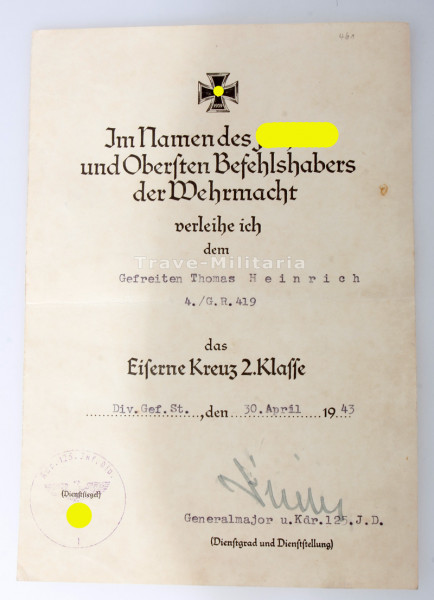 Im Namen des
und Obersten Befehlshabers
der Wehrmacht
verleihe ich
dem
Trave-Militaria
Gefreiten Thomas H e i n r i c h
4./G.R.419
das
Eiserne Kreuz 2.Klasse
Div.Gef.St.,den 30.April 1943
(Dienstsiegel)
Generalmajor u.Kdr.125.J.D.
(Dienstgrad und Dienststellung)